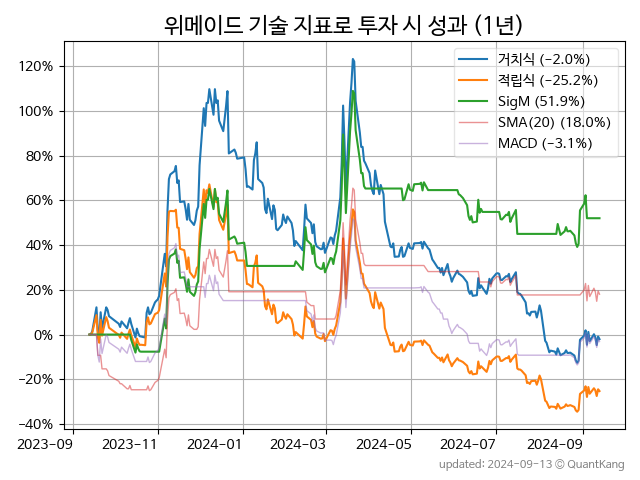 위메이드 기술 지표로 투자 시 성과 (1년)
거치식 (-2.0%)
적립식 (-25.2%)
SigM (51.9%)
SMA(20) (18.0%)
MACD (-3.1%)
120%
100%
80%
60%
40%
20%
0%
-20%
-40%
2023-09 2023-11 2024-01 2024-03 2024-05 2024-07 2024-09
updated: 2024-09-13 ⓒ QuantKang